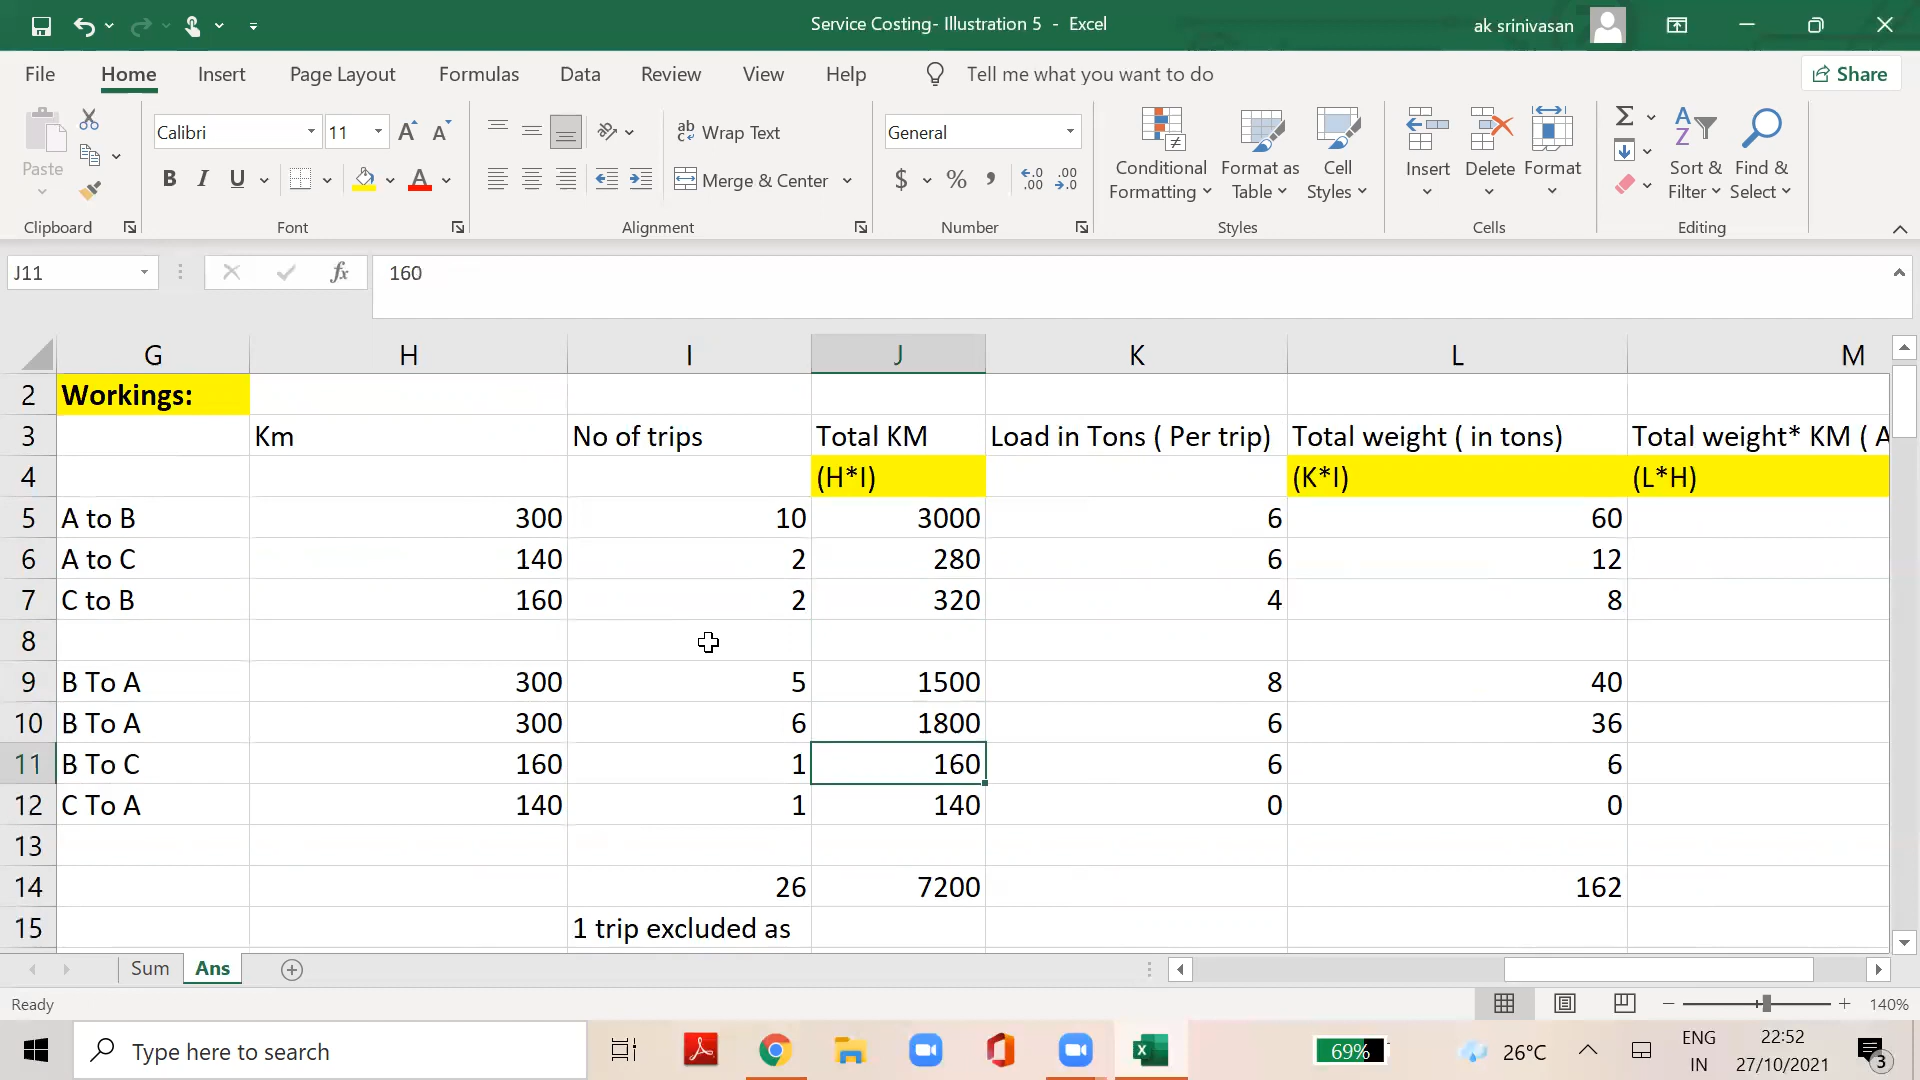 Service Costing- Illustration 5 - Excel
ak srinivasan
File Home Insert Page Layout Formulas Data Review View Help Tell me what you want to do
Share
Paste
Clipboard
Calibri 11
B I U
Font
Wrap Text
Merge & Center
Alignment
General
$ % ,
Number
Conditional Formatting
Format as Table
Cell Styles
Styles
Insert
Delete
Format
Cells
Sort & Filter
Find & Select
Editing
J11 fx 160
G H I J K L M
2 Workings:
3 Km No of trips Total KM Load in Tons ( Per trip) Total weight ( in tons) Total weight* KM ( A
4 (H*I) (K*I) (L*H)
5 A to B 300 10 3000 6 60
6 A to C 140 2 280 6 12
7 C to B 160 2 320 4 8
8
9 B To A 300 5 1500 8 40
10 B To A 300 6 1800 6 36
11 B To C 160 1 160 6 6
12 C To A 140 1 140 0 0
13
14 26 7200 162
15 1 trip excluded as
Sum Ans
Ready
140%
Type here to search
69%
26°C
ENG
IN
22:52
27/10/2021
3